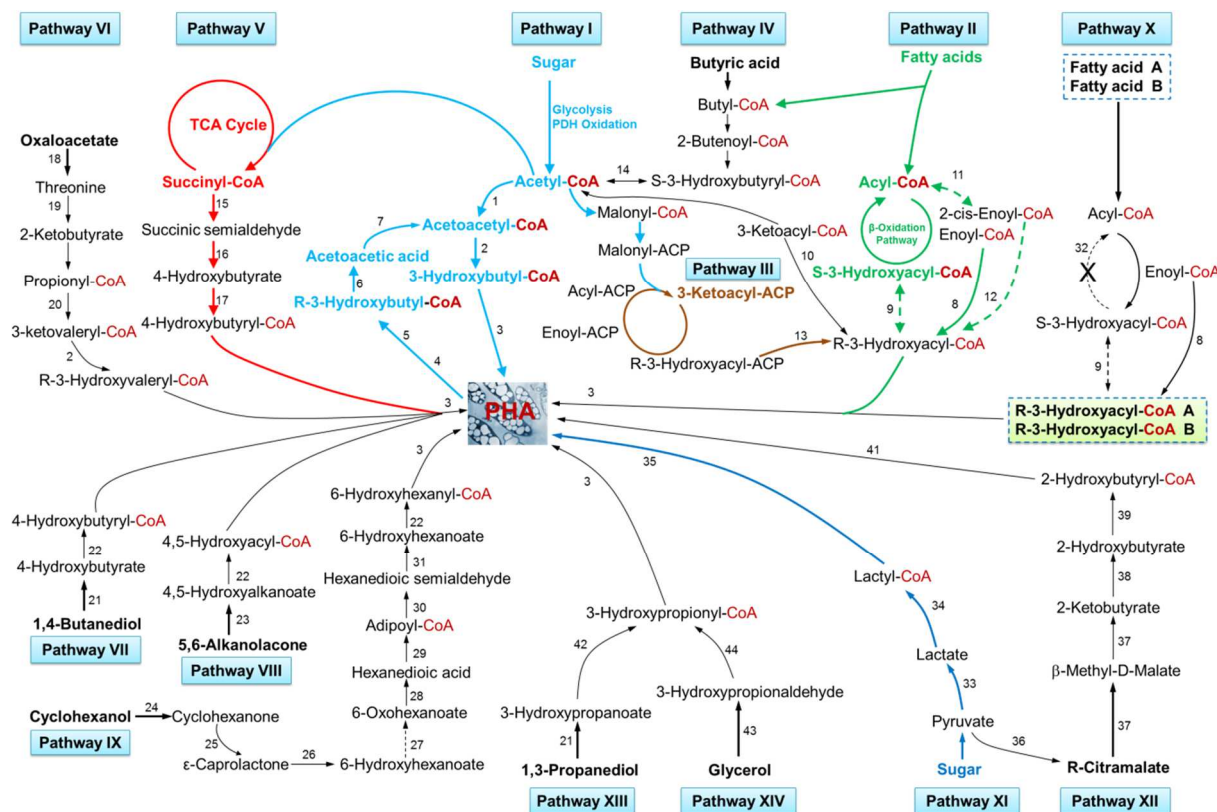 Pathway VI
Pathway V
Pathway I
Pathway IV
Pathway II
Pathway X
Sugar
Glycolysis
PDH Oxidation
Butyric acid
Butyl-CoA
2-Butenoyl-CoA
S-3-Hydroxybutyryl-CoA
Fatty acids
Fatty acid A
Fatty acid B
TCA Cycle
Succinyl-CoA
15
Succinic semialdehyde
16
4-Hydroxybutyrate
17
4-Hydroxybutyryl-CoA
Oxaloacetate
18
Threonine
19
2-Ketobutyrate
Propionyl-CoA
20
3-ketovaleryl-CoA
2
R-3-Hydroxyvaleryl-CoA
3
Acetyl-CoA
14
1
7
Acetoacetyl-CoA
Acetoacetic acid
2
6
3-Hydroxybutyl-CoA
R-3-Hydroxybutyl-CoA
5
4
3
Malonyl-CoA
Malonyl-ACP
Pathway III
Acyl-ACP
3-Ketoacyl-ACP
Enoyl-ACP
R-3-Hydroxyacyl-ACP
13
3-Ketoacyl-CoA
10
Acyl-CoA
11
2-cis-Enoyl-CoA
Enoyl-CoA
β-Oxidation
Pathway
S-3-Hydroxyacyl-CoA
9
8
12
R-3-Hydroxyacyl-CoA
Acyl-CoA
32
X
Enoyl-CoA
S-3-Hydroxyacyl-CoA
8
9
R-3-Hydroxyacyl-CoA A
R-3-Hydroxyacyl-CoA B
3
PHA
3
35
3
41
4-Hydroxybutyryl-CoA
22
4-Hydroxybutyrate
21
1,4-Butanediol
Pathway VII
4,5-Hydroxyacyl-CoA
22
4,5-Hydroxyalkanoate
23
5,6-Alkanolacone
Pathway VIII
6-Hydroxyhexanyl-CoA
22
6-Hydroxyhexanoate
31
Hexanedioic semialdehyde
30
Adipoyl-CoA
29
Hexanedioic acid
28
6-Oxohexanoate
27
6-Hydroxyhexanoate
Cyclohexanol
24
Cyclohexanone
Pathway IX
25
ε-Caprolactone
26
3-Hydroxypropionyl-CoA
42
44
3-Hydroxypropanoate
21
1,3-Propanediol
Pathway XIII
3-Hydroxypropionaldehyde
43
Glycerol
Pathway XIV
Lactyl-CoA
34
Lactate
33
Pyruvate
36
Sugar
Pathway XI
2-Hydroxybutyryl-CoA
39
2-Hydroxybutyrate
38
2-Ketobutyrate
37
β-Methyl-D-Malate
37
R-Citramalate
Pathway XII